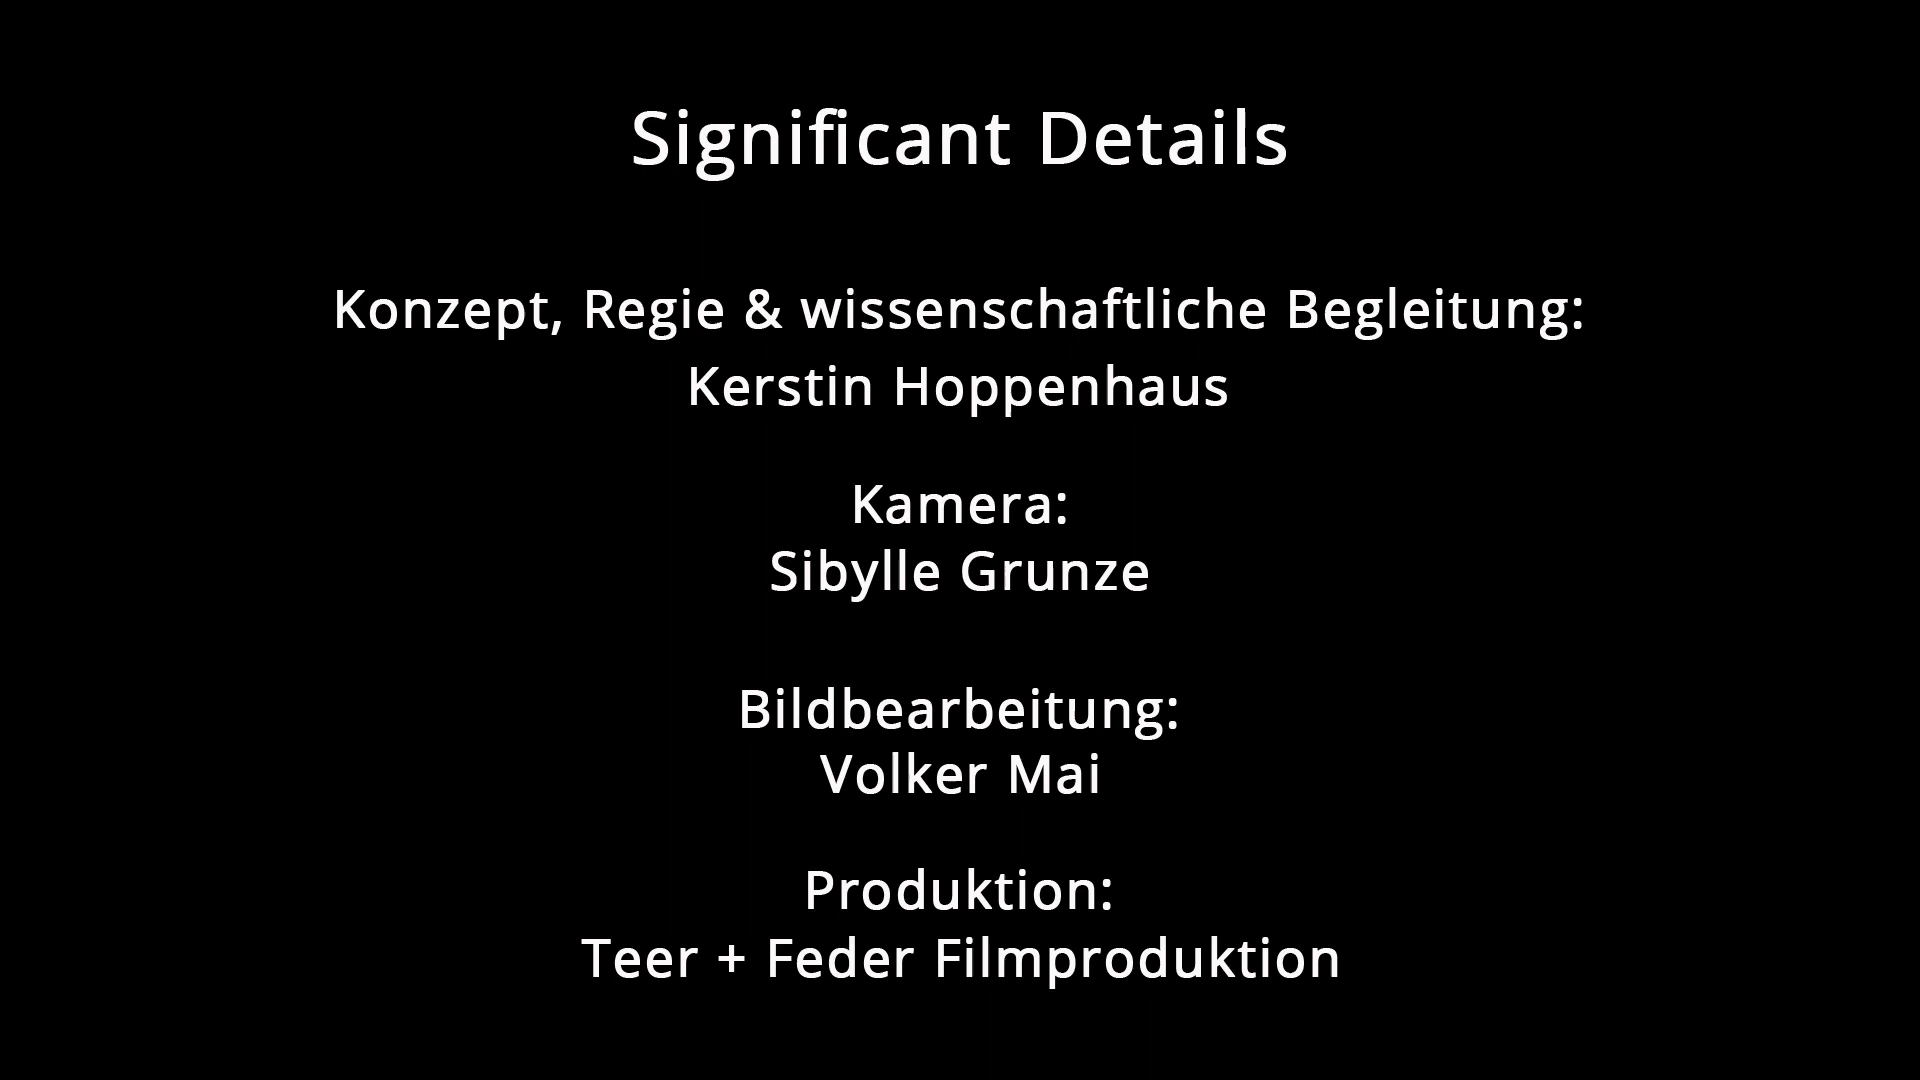 Significant Details
Konzept, Regie & wissenschaftliche Begleitung:
Kerstin Hoppenhaus
Kamera:
Sibylle Grunze
Bildbearbeitung:
Volker Mai
Produktion:
Teer + Feder Filmproduktion